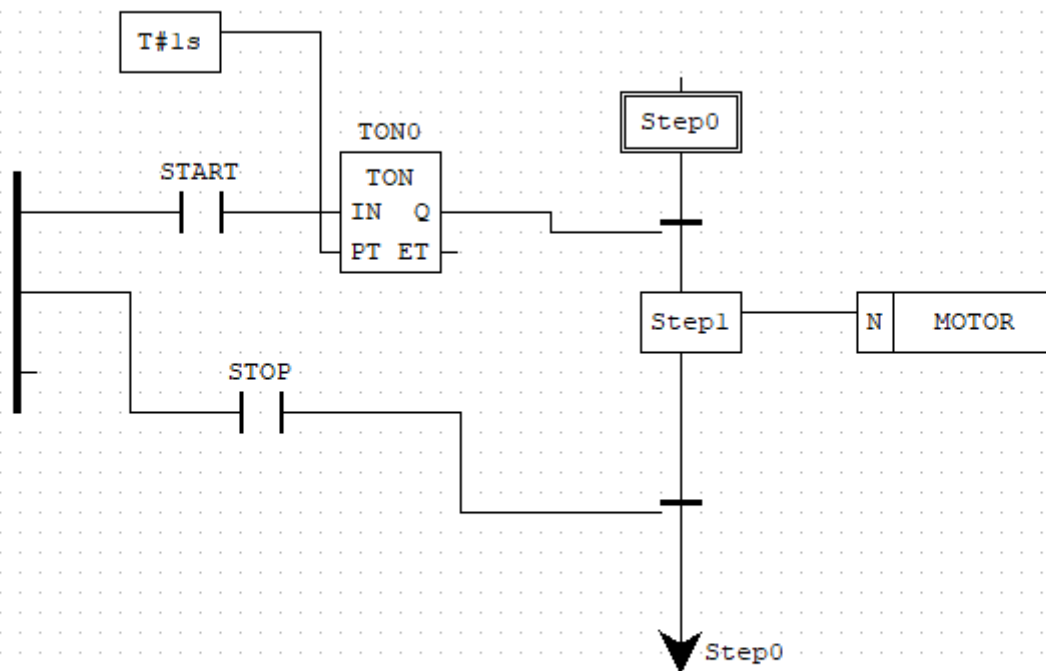 T#1s
TON0
TON
IN Q
PT ET
START
STOP
Step0
Step1
N MOTOR
Step0